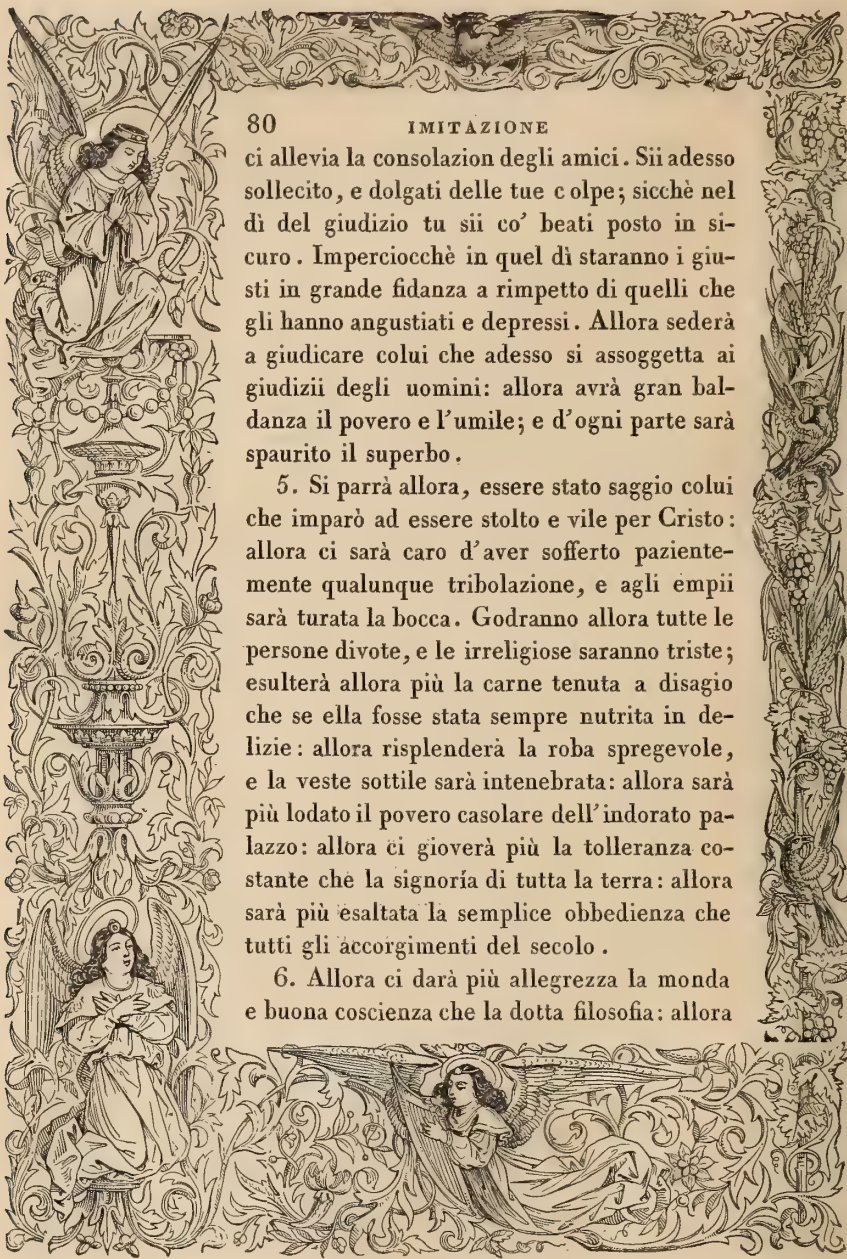 80 IMITAZIONE
ci allevia la consolazion degli amici. Sii adesso
sollecito, e dolgati delle tue c olpe; sicchè nel
dì del giudizio tu sii co' beati posto in si-
curo. Imperciocchè in quel dì staranno i giu-
sti in grande fidanza a rimpetto di quelli che
gli hanno angustiati e depressi. Allora sederà
a giudicare colui che adesso si assoggetta ai
giudizii degli uomini: allora avrà gran bal-
danza il povero e l'umile; e d'ogni parte sarà
spaurito il superbo.
5. Si parrà allora, essere stato saggio colui
che imparò ad essere stolto e vile per Cristo:
allora ci sarà caro d'aver sofferto paziente-
mente qualunque tribolazione, e agli empii
sarà turata la bocca. Godranno allora tutte le
persone divote, e le irreligiose saranno triste;
esulterà allora più la carne tenuta a disagio
che se ella fosse stata sempre nutrita in de-
lizie: allora risplenderà la roba spregevole,
e la veste sottile sarà intenebrata: allora sarà
più lodato il povero casolare dell'indorato pa-
lazzo: allora ci gioverà più la tolleranza co-
stante che la signoría di tutta la terra: allora
sarà più esaltata la semplice obbedienza che
tutti gli accorgimenti del secolo.
6. Allora ci darà più allegrezza la monda
e buona coscienza che la dotta filosofia: allora